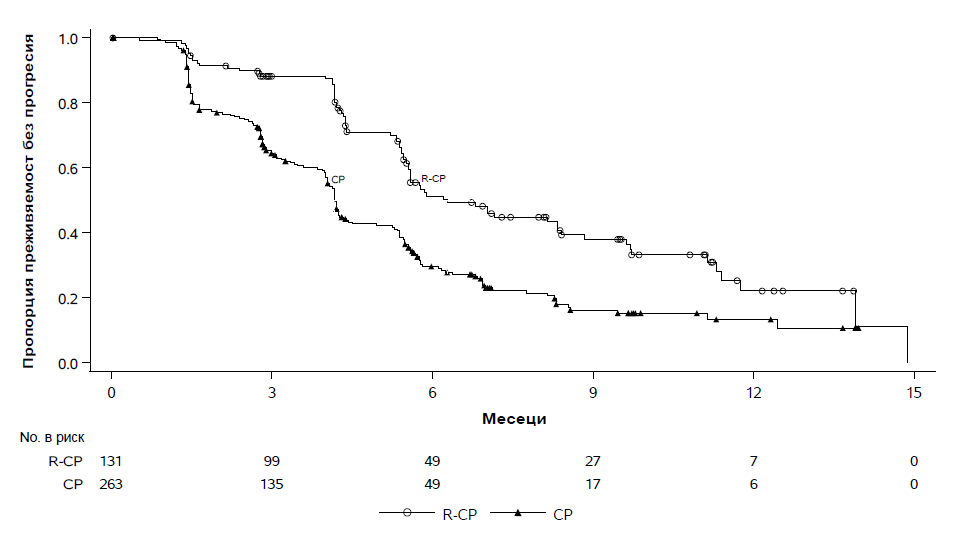 Пропорция преживяемост без прогресия
1.0
0.8
0.6
0.4
0.2
0.0
CP
R-CP
0 3 6 9 12 15
Месеци
No. в риск
R-CP 131 99 49 27 7 0
CP 263 135 49 17 6 0
R-CP CP